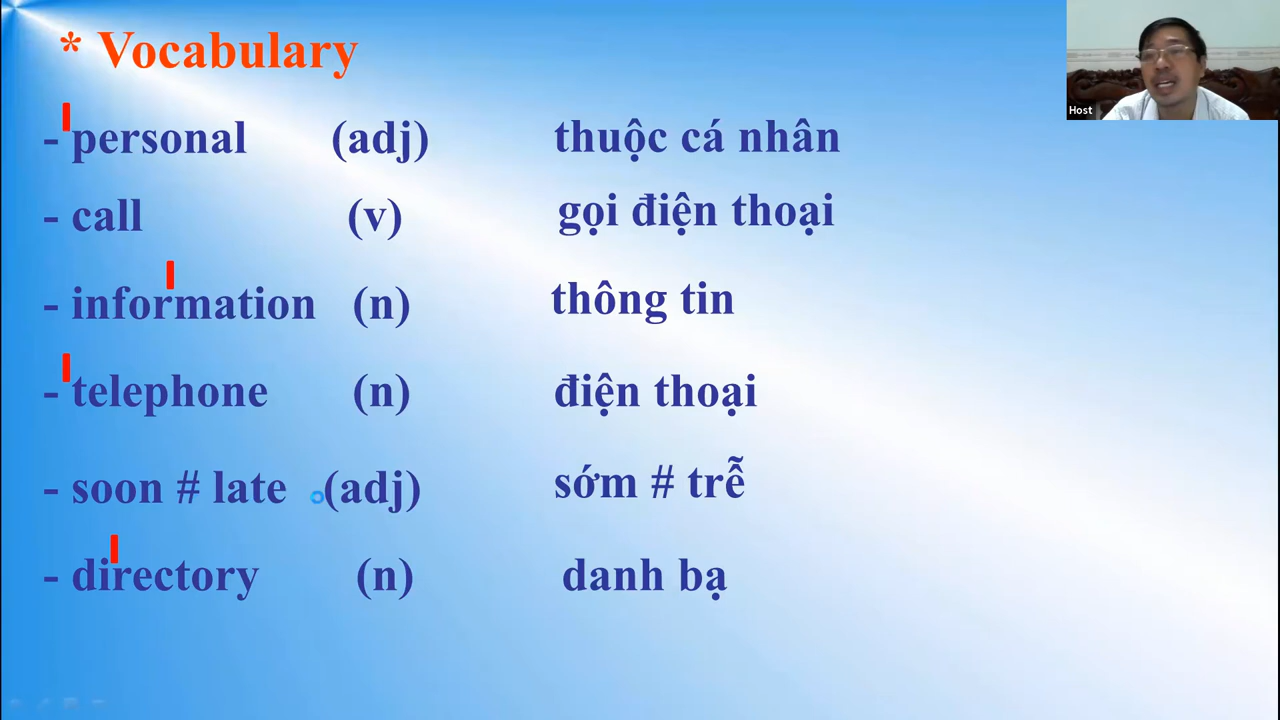 * Vocabulary
- personal (adj) thuộc cá nhân
- call (v) gọi điện thoại
- information (n) thông tin
- telephone (n) điện thoại
- soon # late (adj) sớm # trễ
- directory (n) danh bạ
Host